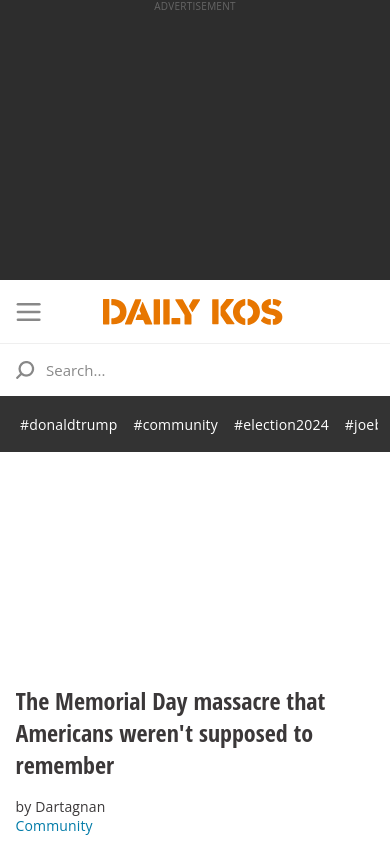 ADVERTISEMENT
DAILY KOS
Search...
#donaldtrump #community #election2024
The Memorial Day massacre that
Americans weren't supposed to
remember
by Dartagnan
Community